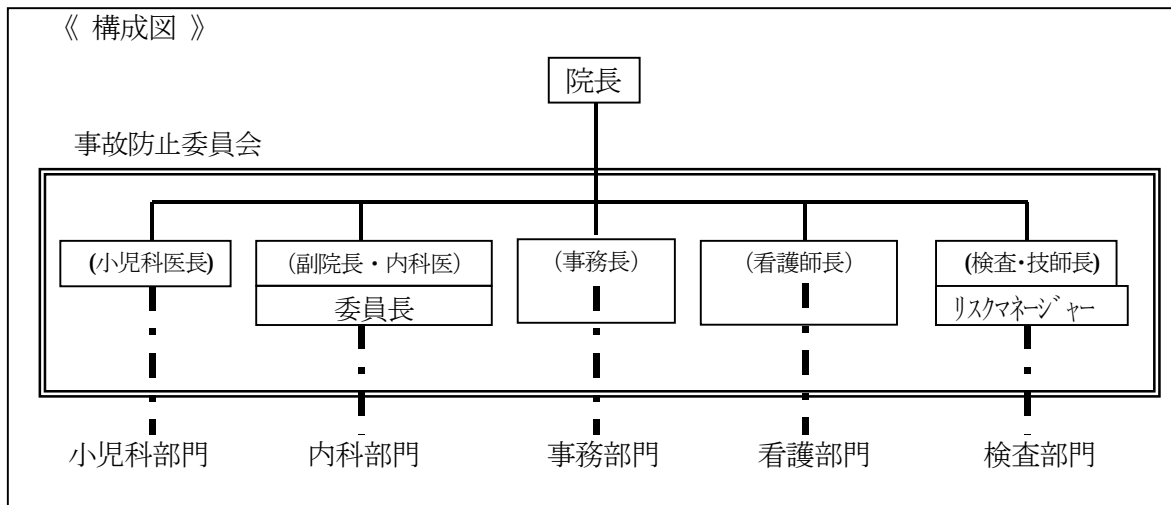 《 構成図 》
院長
事故防止委員会
(小児科医長) (副院長・内科医) (事務長) (看護師長) (検査・技師長)
委員長 リスクマネージャー
小児科部門 内科部門 事務部門 看護部門 検査部門